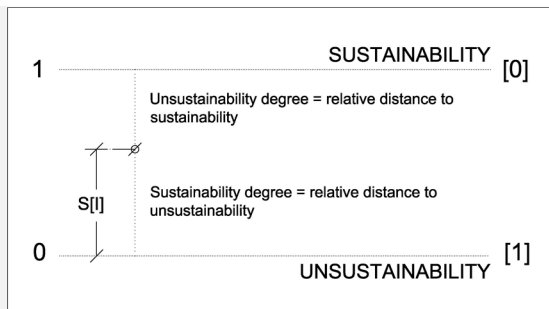 SUSTAINABILITY
1 [0]
Unsustainability degree = relative distance to
sustainability
S[I]
Sustainability degree = relative distance to
unsustainability
0 [1]
UNSUSTAINABILITY